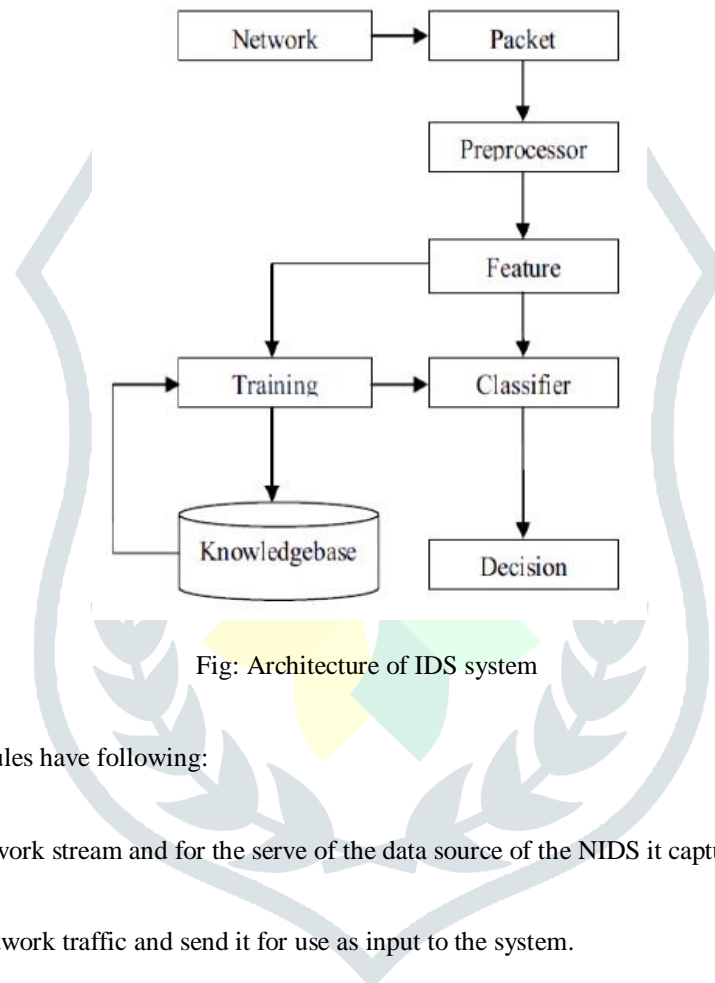 Network
Packet
Preprocessor
Feature
Training
Classifier
Knowledgebase
Decision
Fig: Architecture of IDS system
ules have following:
work stream and for the serve of the data source of the NIDS it captu
twork traffic and send it for use as input to the system.